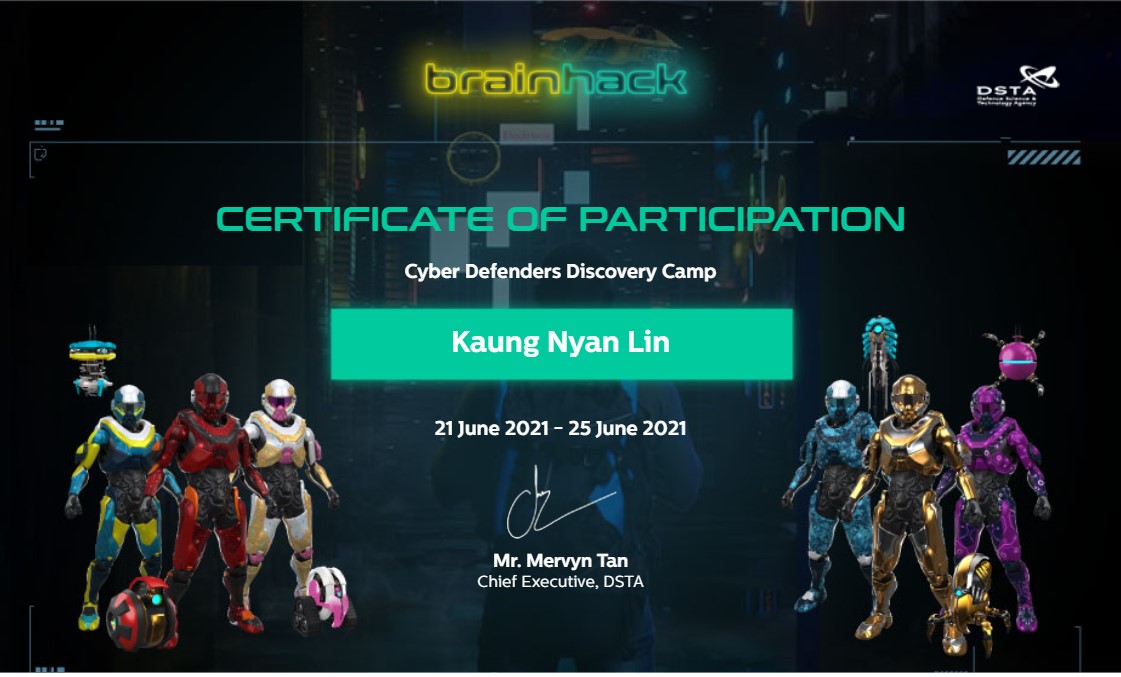 brainhack
DSTA
Defence Science &
Technology Agency
CERTIFICATE OF PARTICIPATION
Cyber Defenders Discovery Camp
Kaung Nyan Lin
21 June 2021 – 25 June 2021
Mr. Mervyn Tan
Chief Executive, DSTA